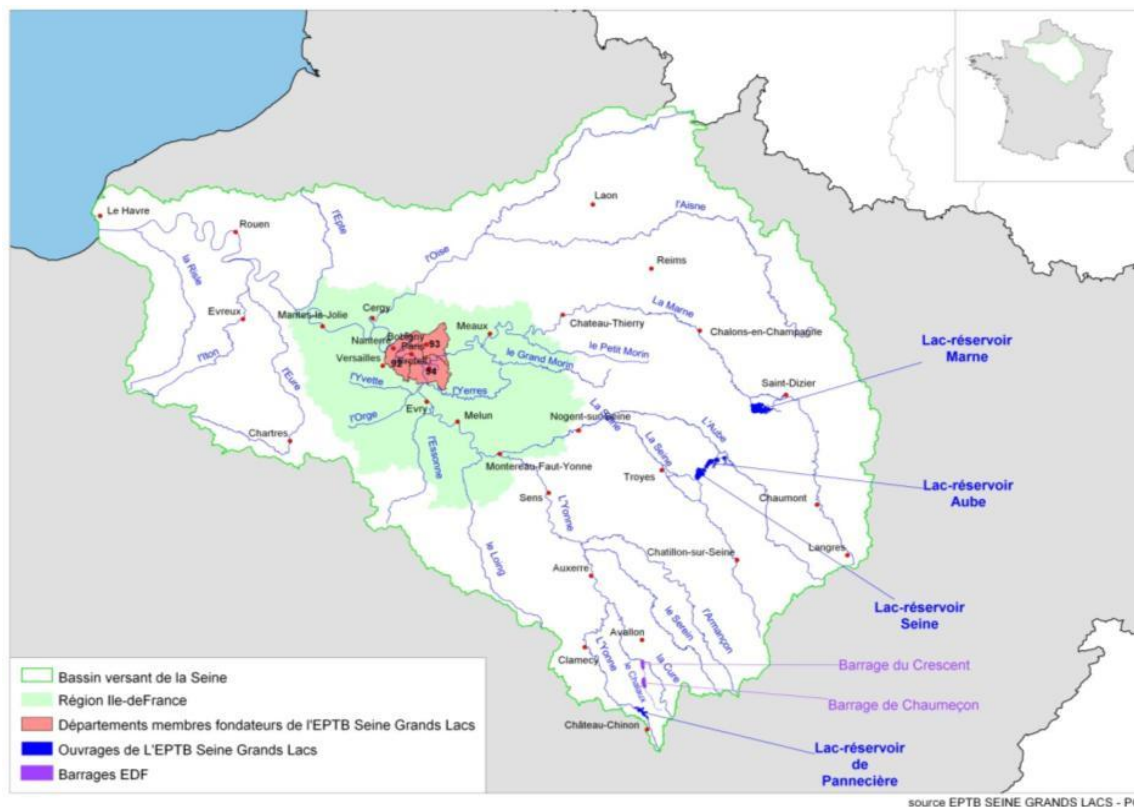 Le Havre
Rouen
l'Epte
Laon
l'Aisne
l'Oise
la Risle
Reims
Evreux
Mantes-la-Jolie
Cergy
La Marne
Chateau-Thierry
Chalons-en-Champagne
Meaux
Bobigny
93
Nanterre
Paris
Versailles
92
94
le Petit Morin
le Grand Morin
Lac-réservoir
Marne
Saint-Dizier
l'Iton
l'Eure
l'Yvette
l'Yerres
l'Orge
Evry
Melun
Nogent-sur-Seine
La Seine
L'Aube
La Seine
Chartres
l'Essonne
Montereau-Faut-Yonne
Troyes
Lac-réservoir
Aube
Sens
L'Yonne
Chaumont
le Loing
Chatillon-sur-Seine
Langres
Auxerre
Lac-réservoir
Seine
l'Armançon
le Serein
Avallon
Clamecy
L'Yonne
la Cure
Barrage du Crescent
Barrage de Chaumeçon
Château-Chinon
Lac-réservoir
de
Pannecière
Bassin versant de la Seine
Région Ile-deFrance
Départements membres fondateurs de l'EPTB Seine Grands Lacs
Ouvrages de L'EPTB Seine Grands Lacs
Barrages EDF
source EPTB SEINE GRANDS LACS - P